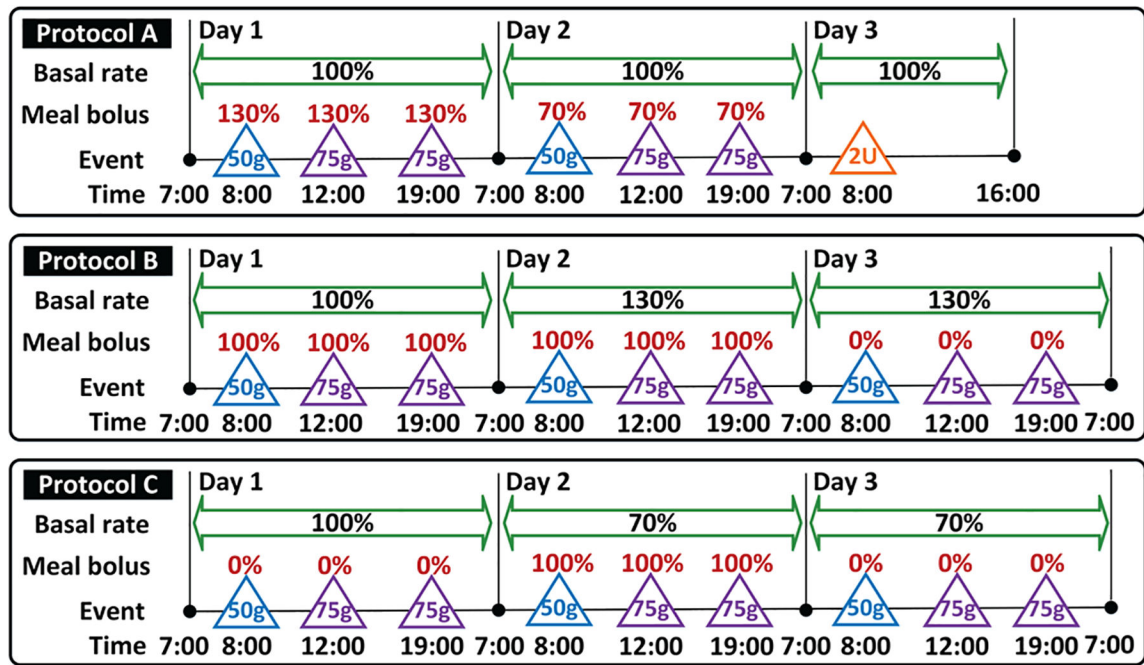 Protocol A Day 1 Day 2 Day 3
Basal rate 100% 100% 100%
Meal bolus 130% 130% 130% 70% 70% 70%
Event 50g 75g 75g 50g 75g 75g 2U
Time 7:00 8:00 12:00 19:00 7:00 8:00 12:00 19:00 7:00 8:00 16:00
Protocol B Day 1 Day 2 Day 3
Basal rate 100% 130% 130%
Meal bolus 100% 100% 100% 100% 100% 100% 0% 0% 0%
Event 50g 75g 75g 50g 75g 75g 50g 75g 75g
Time 7:00 8:00 12:00 19:00 7:00 8:00 12:00 19:00 7:00 8:00 12:00 19:00 7:00
Protocol C Day 1 Day 2 Day 3
Basal rate 100% 70% 70%
Meal bolus 0% 0% 0% 100% 100% 100% 0% 0% 0%
Event 50g 75g 75g 50g 75g 75g 50g 75g 75g
Time 7:00 8:00 12:00 19:00 7:00 8:00 12:00 19:00 7:00 8:00 12:00 19:00 7:00